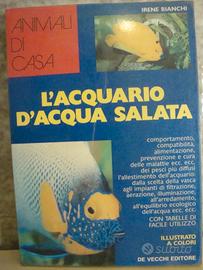 IRENE BIANCHI
ANIMALI
DI
CASA
L'ACQUARIO
D'ACQUA SALATA
comportamento,
compatibilità,
alimentazione,
prevenzione e cura
delle malattie ecc. ecc.
dei pesci più diffusi
l'allestimento dell'acquario
dalla scelta della vasca
agli impianti di filtrazione,
aerazione, illuminazione,
all'arredamento,
all'equilibrio ecologico
dell'acqua ecc. ecc.
CON TABELLE DI
FACILE UTILIZZO
ILLUSTRATO
A COLORI
DE VECCHI EDITORE
subito